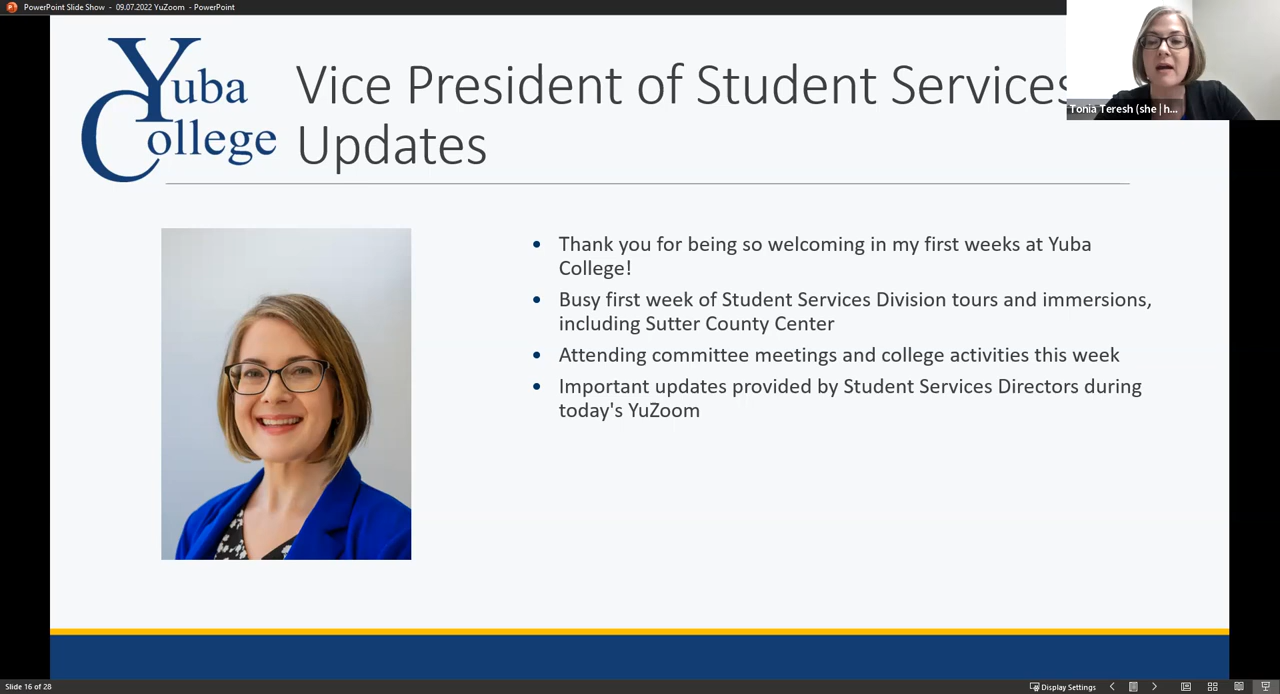 PowerPoint Slide Show - 09.07.2022 YuZoom - PowerPoint
Yuba
College
Vice President of Student Services
Updates
Tonia Teresh (she | h...
• Thank you for being so welcoming in my first weeks at Yuba
College!
• Busy first week of Student Services Division tours and immersions,
including Sutter County Center
• Attending committee meetings and college activities this week
• Important updates provided by Student Services Directors during
today's YuZoom
Slide 16 of 28
Display Settings